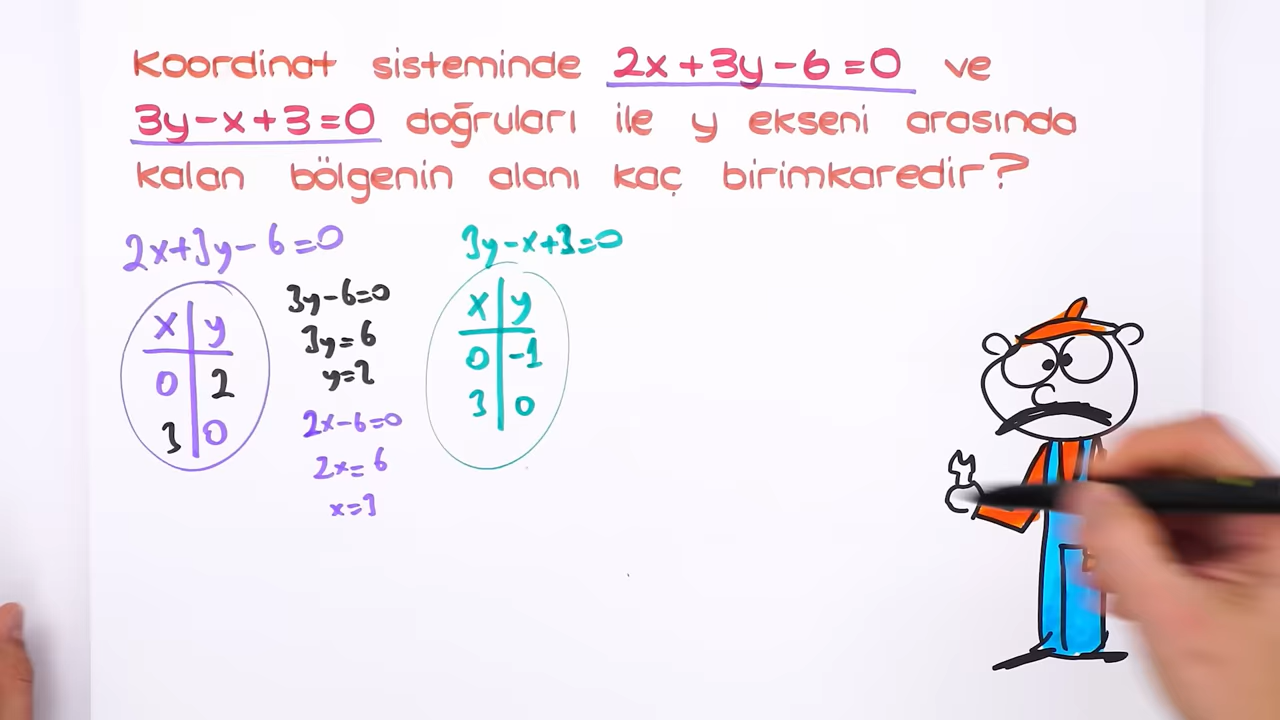 Koordinat sisteminde 2x+3y-6=0 ve
3y-x+3=0 doğruları ile y ekseni arasında
kalan bölgenin alanı kaç birimkaredir?
2x+3y-6=0
x y
0 2
3 0
3y-6=0
3y=6
y=2
2x-6=0
2x=6
x=3
3y-x+3=0
x y
0 -1
3 0